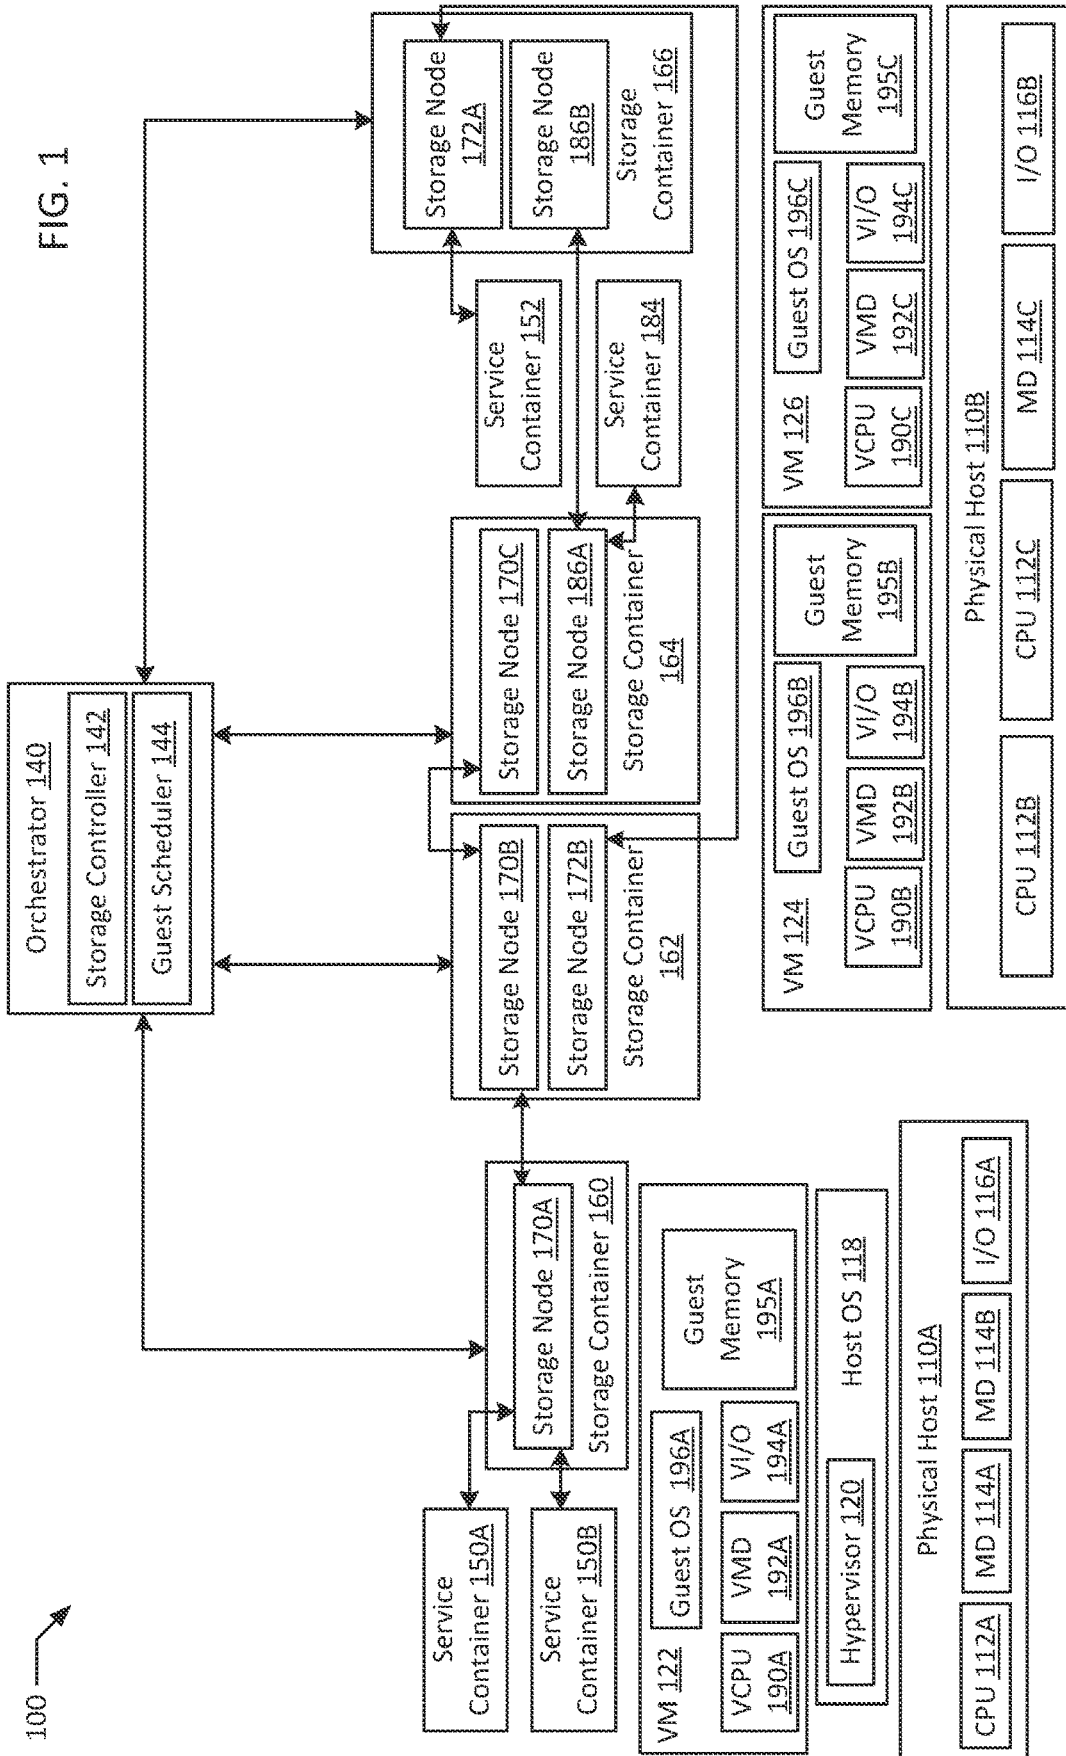 FIG. 1
100
Orchestrator 140
Storage Controller 142
Guest Scheduler 144
Service
Container 150A
Service
Container 150B
Storage Node 170A
Storage Container 160
Storage Node 170B
Storage Node 172B
Storage Container
162
Storage Node 170C
Storage Node 186A
Storage Container
164
Service
Container 152
Service
Container 184
Storage Node
172A
Storage Node
186B
Storage
Container 166
VM 122
Guest OS 196A
VCPU
190A
VMD
192A
VI/O
194A
Guest
Memory
195A
Hypervisor 120
Host OS 118
Physical Host 110A
CPU 112A
MD 114A
MD 114B
I/O 116A
VM 124
Guest OS 196B
VCPU
190B
VMD
192B
VI/O
194B
Guest
Memory
195B
VM 126
Guest OS 196C
VCPU
190C
VMD
192C
VI/O
194C
Guest
Memory
195C
Physical Host 110B
CPU 112B
CPU 112C
MD 114C
I/O 116B